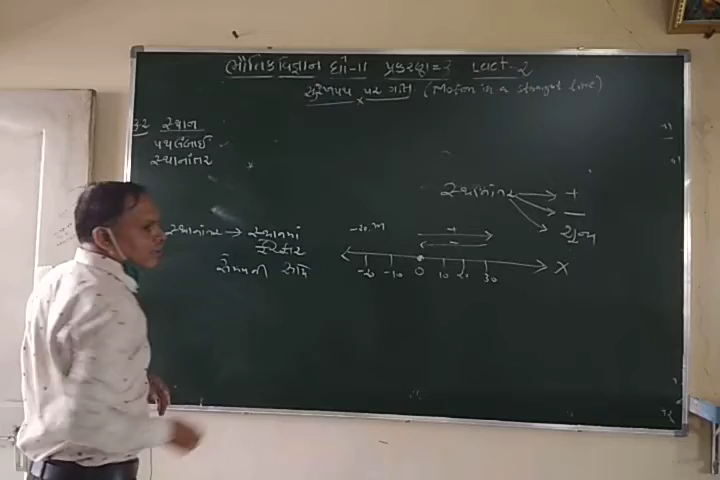 ભૌતિકવિજ્ઞાન ધો-11 પ્રકરણ=3 Lect-2
સુરેખપથ પર ગતિ (Motion in a straight line)
3.2 સ્થાન
પથલંબાઈ
સ્થાનાંતર
સ્થાનાંતર → +
−
શૂન્ય
સ્થાનાંતર → સ્થાનમાં
ફેરફાર
સમયની સાથે
-20 m
+
−
-20 -10 0 10 20 30 X